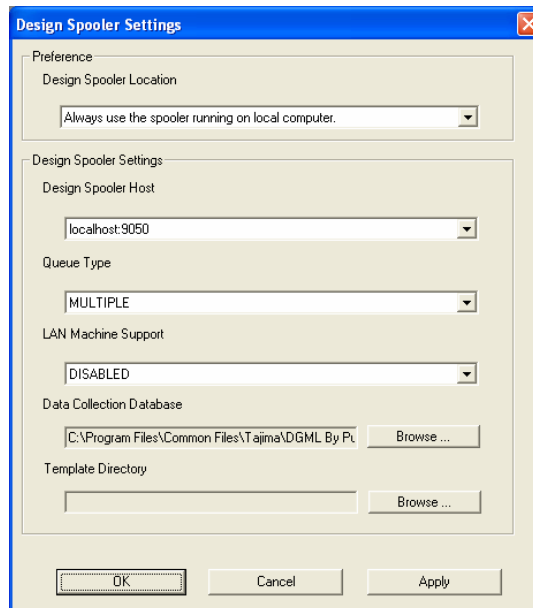 Design Spooler Settings
Preference
Design Spooler Location
Always use the spooler running on local computer.
Design Spooler Settings
Design Spooler Host
localhost:9050
Queue Type
MULTIPLE
LAN Machine Support
DISABLED
Data Collection Database
C:\Program Files\Common Files\Tajima\DGML By Pu Browse ...
Template Directory
Browse ...
OK Cancel Apply